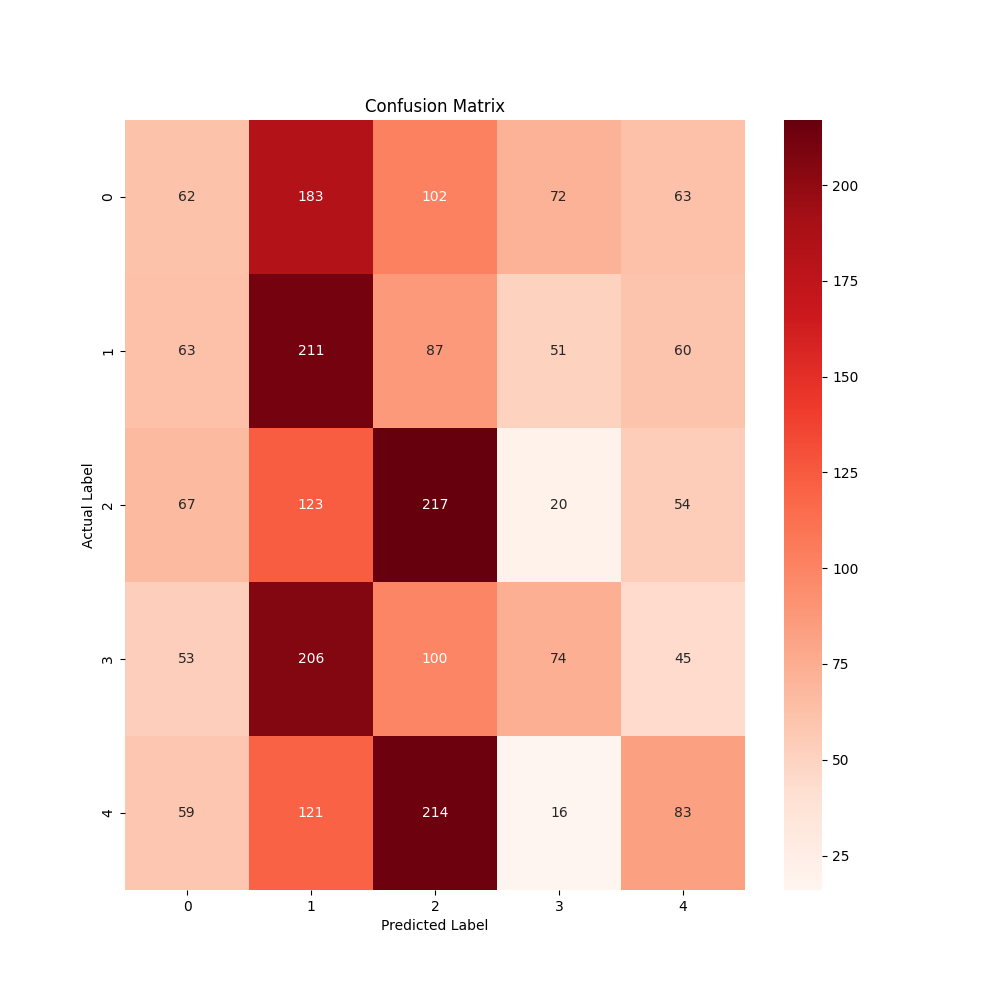 Confusion Matrix
0 62 183 102 72 63
1 63 211 87 51 60
2 67 123 217 20 54
3 53 206 100 74 45
4 59 121 214 16 83
0 1 2 3 4
Predicted Label
Actual Label
200
175
150
125
100
75
50
25